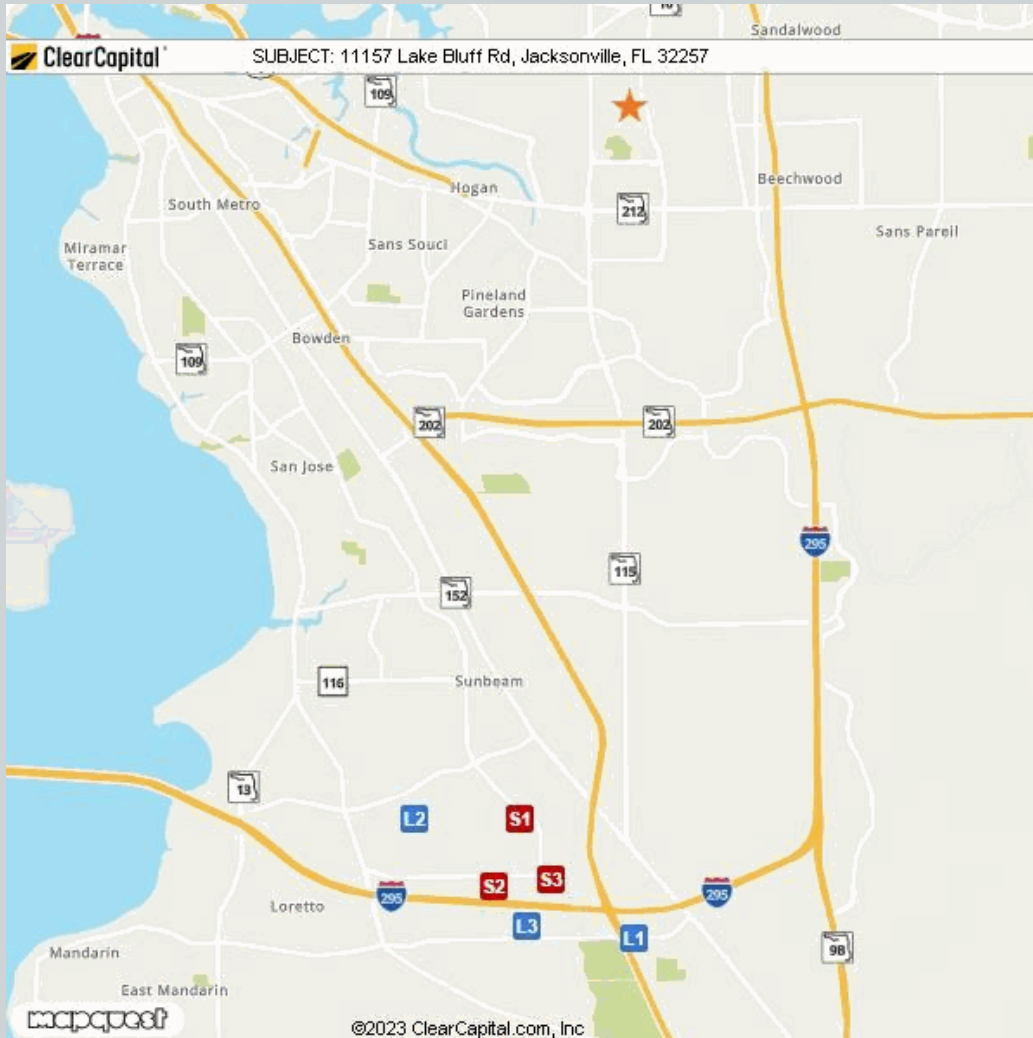 Sandalwood
ClearCapital
SUBJECT: 11157 Lake Bluff Rd, Jacksonville, FL 32257
109
Hogan
Beechwood
South Metro
212
Sans Pareil
Sans Souci
Miramar
Terrace
Pineland
Gardens
Bowden
109
202
202
San Jose
295
115
152
116
Sunbeam
13
L2
S1
S2
S3
295
295
Loretto
L3
L1
98
Mandarin
East Mandarin
mapquest
©2023 ClearCapital.com, Inc